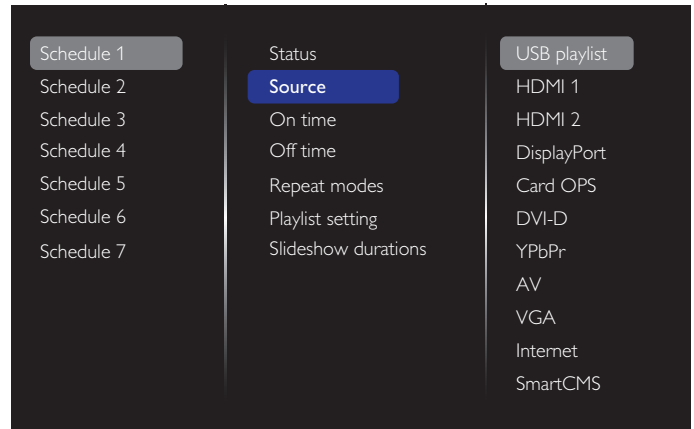 Schedule 1
Schedule 2
Schedule 3
Schedule 4
Schedule 5
Schedule 6
Schedule 7
Status
Source
On time
Off time
Repeat modes
Playlist setting
Slideshow durations
USB playlist
HDMI 1
HDMI 2
DisplayPort
Card OPS
DVI-D
YPbPr
AV
VGA
Internet
SmartCMS